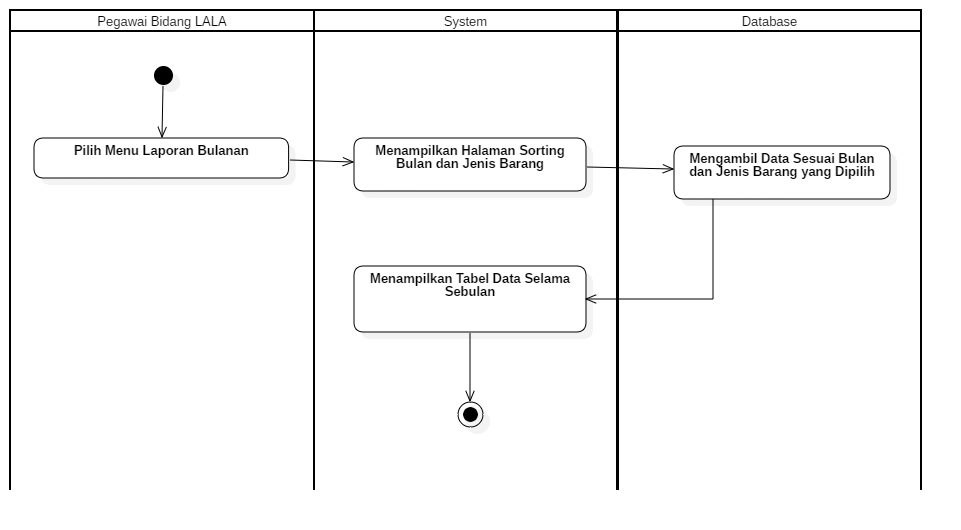 Pegawai Bidang LALA
System
Database
Pilih Menu Laporan Bulanan
Menampilkan Halaman Sorting
Bulan dan Jenis Barang
Mengambil Data Sesuai Bulan
dan Jenis Barang yang Dipilih
Menampilkan Tabel Data Selama
Sebulan